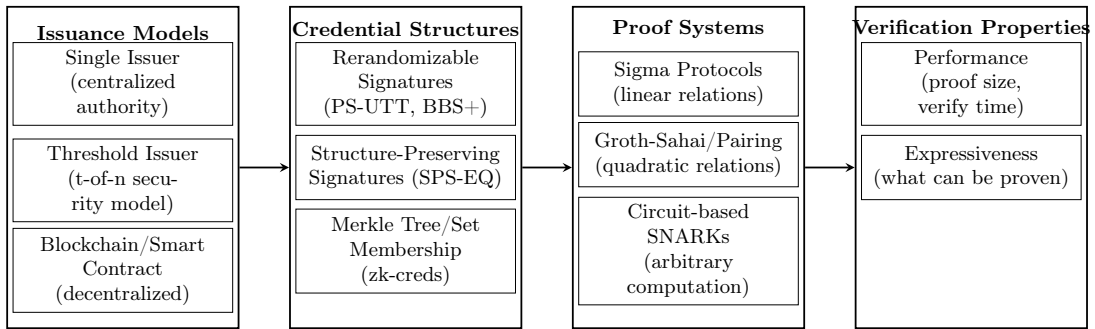 Issuance Models
Single Issuer
(centralized
authority)
Threshold Issuer
(t-of-n secu-
rity model)
Blockchain/Smart
Contract
(decentralized)
Credential Structures
Rerandomizable
Signatures
(PS-UTT, BBS+)
Structure-Preserving
Signatures (SPS-EQ)
Merkle Tree/Set
Membership
(zk-creds)
Proof Systems
Sigma Protocols
(linear relations)
Groth-Sahai/Pairing
(quadratic relations)
Circuit-based
SNARKs
(arbitrary
computation)
Verification Properties
Performance
(proof size,
verify time)
Expressiveness
(what can be proven)